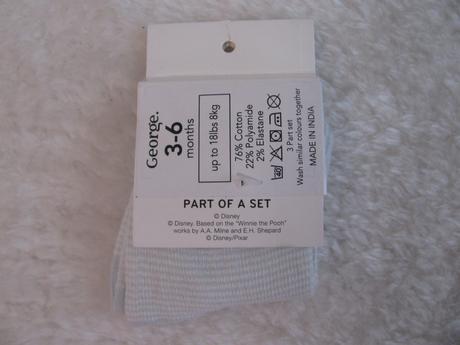 George.
3-6
months
up to 18lbs 8kg
76% Cotton
22% Polyamide
2% Elastane
3 Part set
Wash similar colours together
MADE IN INDIA
PART OF A SET
© Disney
© Disney. Based on the "Winnie the Pooh"
works by A.A. Milne and E.H. Shepard
© Disney/Pixar